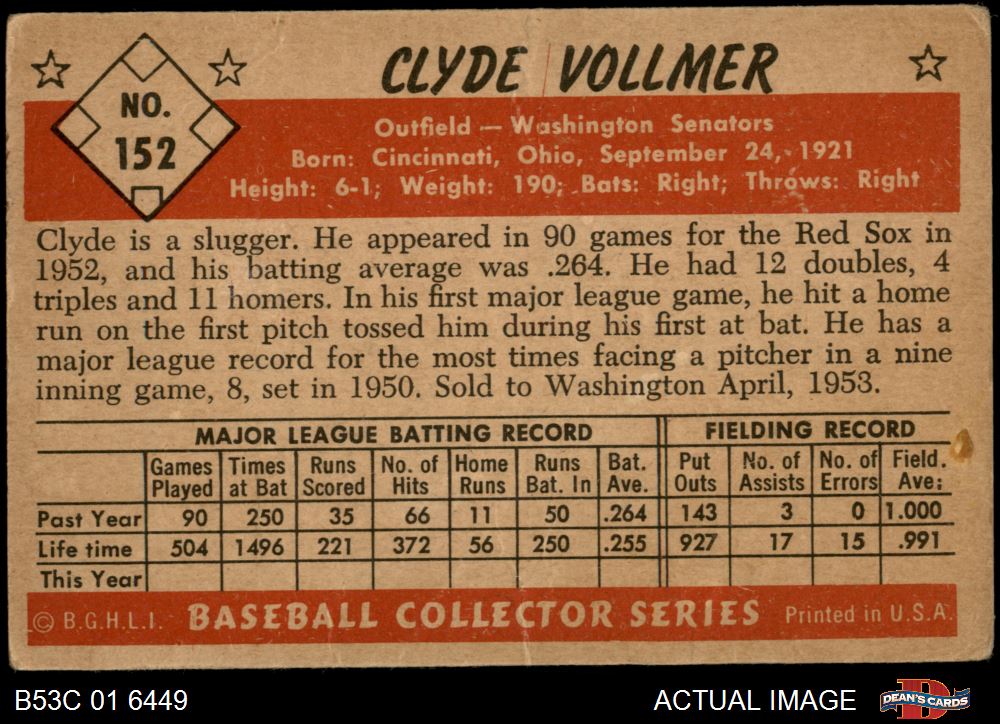 CLYDE VOLLMER
NO.
152
Outfield — Washington Senators
Born: Cincinnati, Ohio, September 24, 1921
Height: 6-1; Weight: 190; Bats: Right; Throws: Right
Clyde is a slugger. He appeared in 90 games for the Red Sox in
1952, and his batting average was .264. He had 12 doubles, 4
triples and 11 homers. In his first major league game, he hit a home
run on the first pitch tossed him during his first at bat. He has a
major league record for the most times facing a pitcher in a nine
inning game, 8, set in 1950. Sold to Washington April, 1953.
MAJOR LEAGUE BATTING RECORD FIELDING RECORD
Games Times Runs No. of Home Runs Bat. Put No. of No. of Field.
Played at Bat Scored Hits Runs Bat. In Ave. Outs Assists Errors Ave:
Past Year 90 250 35 66 11 50 .264 143 3 0 1.000
Life time 504 1496 221 372 56 250 .255 927 17 15 .991
This Year
© B.G.H.L.I. BASEBALL COLLECTOR SERIES Printed in U.S.A.
B53C 01 6449 ACTUAL IMAGE DEAN'S CARDS